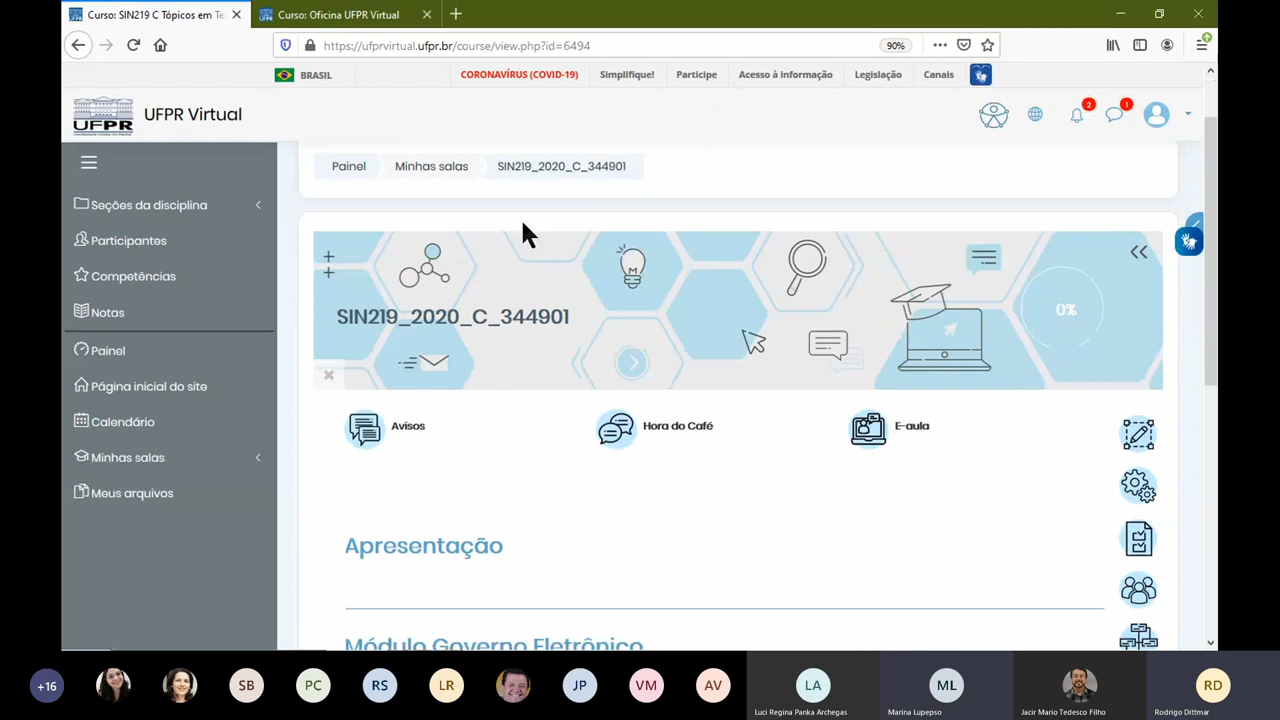 Curso: SIN219 C Tópicos em Te
Curso: Oficina UFPR Virtual
https://ufprvirtual.ufpr.br/course/view.php?id=6494
90%
BRASIL
CORONAVÍRUS (COVID-19)
Simplifique!
Participe
Acesso à informação
Legislação
Canais
UFPR
UFPR Virtual
2
1
Painel
Minhas salas
SIN219_2020_C_344901
Seções da disciplina
Participantes
Competências
Notas
Painel
Página inicial do site
Calendário
Minhas salas
Meus arquivos
SIN219_2020_C_344901
0%
Avisos
Hora do Café
E-aula
Apresentação
Módulo Governo Eletrônico
+16
SB
PC
RS
LR
JP
VM
AV
LA
Luci Regina Panka Archegas
ML
Marina Lupepso
Jacir Mario Tedesco Filho
RD
Rodrigo Dittmar